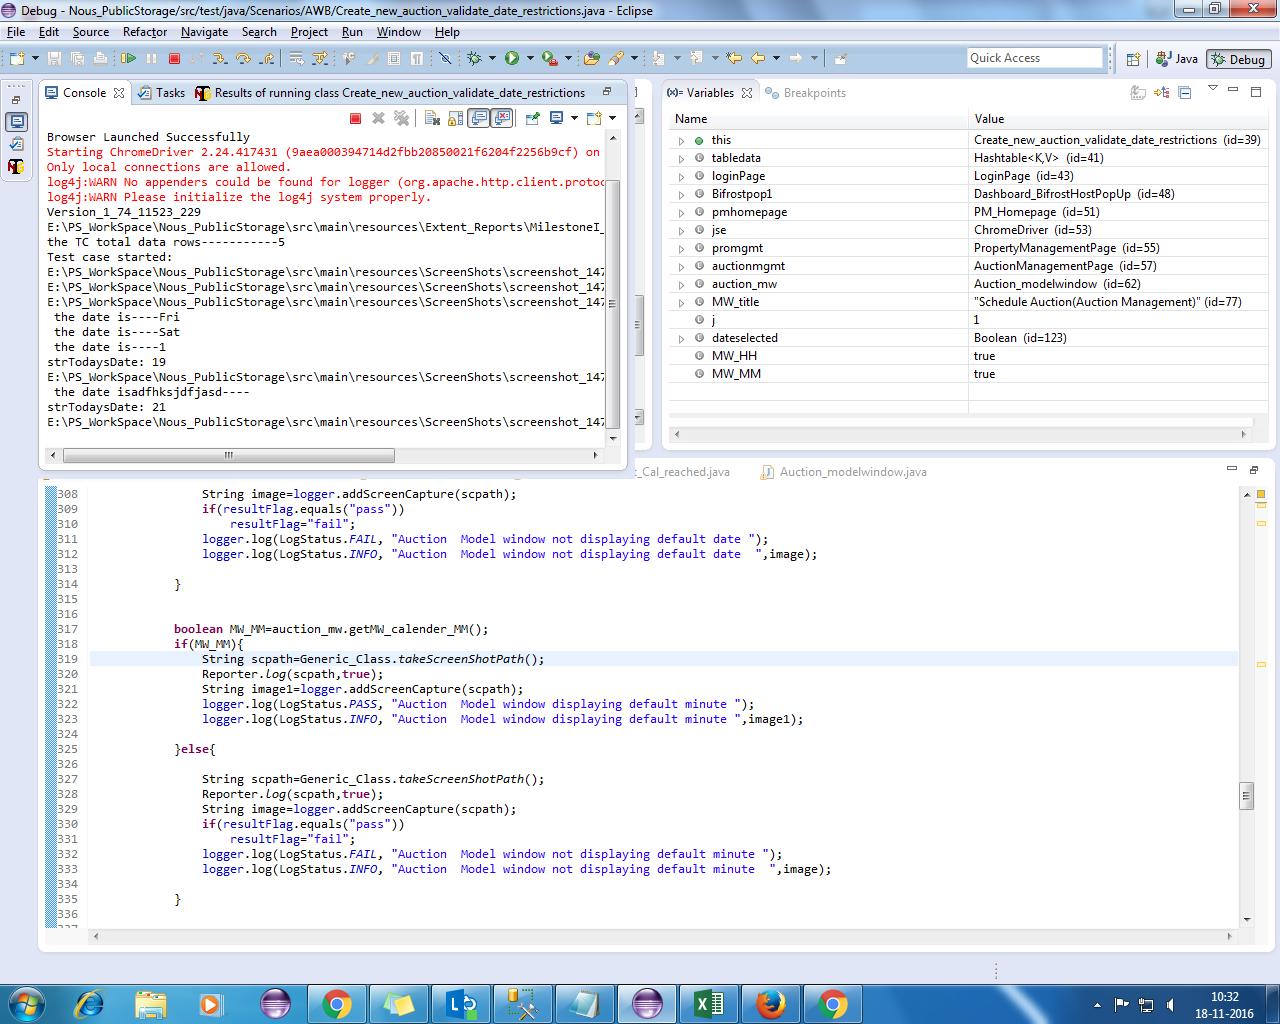 Debug - Nous_PublicStorage/src/test/java/Scenarios/AWB/Create_new_auction_validate_date_restrictions.java - Eclipse
File Edit Source Refactor Navigate Search Project Run Window Help
Quick Access
Java
Debug
Console
Tasks
Results of running class Create_new_auction_validate_date_restrictions
Browser Launched Successfully
Starting ChromeDriver 2.24.417431 (9aea000394714d2fbb20850021f6204f2256b9cf) on
Only local connections are allowed.
log4j:WARN No appenders could be found for logger (org.apache.http.client.protoc
log4j:WARN Please initialize the log4j system properly.
Version_1_74_11523_229
E:\PS_WorkSpace\Nous_PublicStorage\src\main\resources\Extent_Reports\MilestoneI_
the TC total data rows-----------5
Test case started:
E:\PS_WorkSpace\Nous_PublicStorage\src\main\resources\ScreenShots\screenshot_147
E:\PS_WorkSpace\Nous_PublicStorage\src\main\resources\ScreenShots\screenshot_147
E:\PS_WorkSpace\Nous_PublicStorage\src\main\resources\ScreenShots\screenshot_147
the date is----Fri
the date is----Sat
the date is----1
strTodaysDate: 19
E:\PS_WorkSpace\Nous_PublicStorage\src\main\resources\ScreenShots\screenshot_147
the date isadfhksjdfjasd----
strTodaysDate: 21
E:\PS_WorkSpace\Nous_PublicStorage\src\main\resources\ScreenShots\screenshot_147
(x)= Variables
Breakpoints
Name Value
this Create_new_auction_validate_date_restrictions (id=39)
tabledata Hashtable<K,V> (id=41)
loginPage LoginPage (id=43)
Bifrostpop1 Dashboard_BifrostHostPopUp (id=48)
pmhomepage PM_Homepage (id=51)
jse ChromeDriver (id=53)
promgmt PropertyManagementPage (id=55)
auctionmgmt AuctionManagementPage (id=57)
auction_mw Auction_modelwindow (id=62)
MW_title "Schedule Auction(Auction Management)" (id=77)
j 1
dateselected Boolean (id=123)
MW_HH true
MW_MM true
_Cal_reached.java
Auction_modelwindow.java
308 String image=logger.addScreenCapture(scpath);
309 if(resultFlag.equals("pass"))
310 resultFlag="fail";
311 logger.log(LogStatus.FAIL, "Auction  Model window not displaying default date ");
312 logger.log(LogStatus.INFO, "Auction  Model window not displaying default date  ",image);
313
314 }
315
316
317 boolean MW_MM=auction_mw.getMW_calender_MM();
318 if(MW_MM){
319 String scpath=Generic_Class.takeScreenShotPath();
320 Reporter.log(scpath,true);
321 String image1=logger.addScreenCapture(scpath);
322 logger.log(LogStatus.PASS, "Auction  Model window displaying default minute ");
323 logger.log(LogStatus.INFO, "Auction  Model window displaying default minute ",image1);
324
325 }else{
326
327 String scpath=Generic_Class.takeScreenShotPath();
328 Reporter.log(scpath,true);
329 String image=logger.addScreenCapture(scpath);
330 if(resultFlag.equals("pass"))
331 resultFlag="fail";
332 logger.log(LogStatus.FAIL, "Auction  Model window not displaying default minute ");
333 logger.log(LogStatus.INFO, "Auction  Model window not displaying default minute  ",image);
334
335 }
336
10:32
18-11-2016